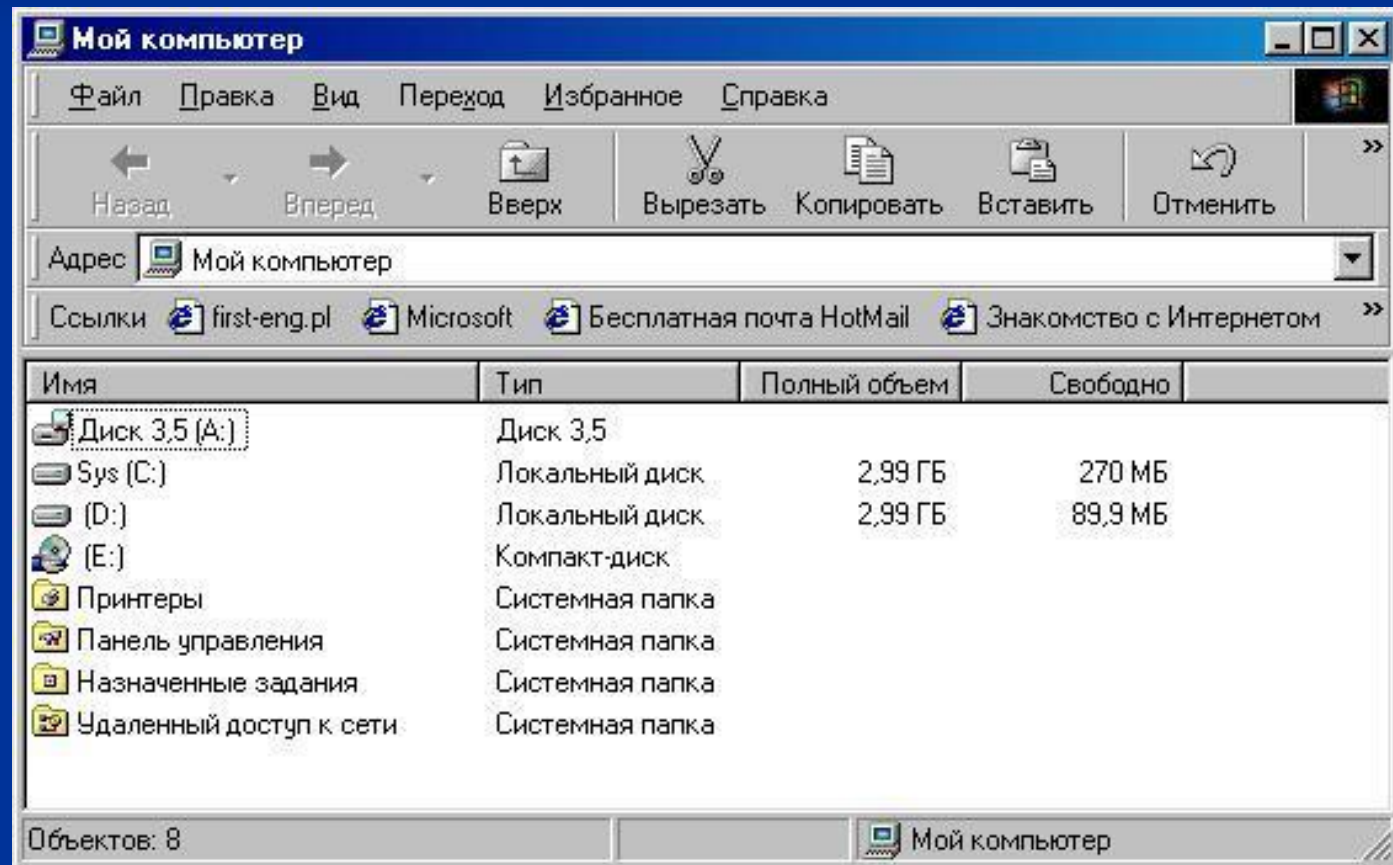 Мой компьютер
Файл Правка Вид Переход Избранное Справка
Назад Вперед Вверх Вырезать Копировать Вставить Отменить »
Адрес Мой компьютер
Ссылки first-eng.pl Microsoft Бесплатная почта HotMail Знакомство с Интернетом »
Имя Тип Полный объем Свободно
Диск 3,5 (A:) Диск 3,5
Sys (C:) Локальный диск 2,99 ГБ 270 МБ
(D:) Локальный диск 2,99 ГБ 89,9 МБ
(E:) Компакт-диск
Принтеры Системная папка
Панель управления Системная папка
Назначенные задания Системная папка
Удаленный доступ к сети Системная папка
Объектов: 8 Мой компьютер